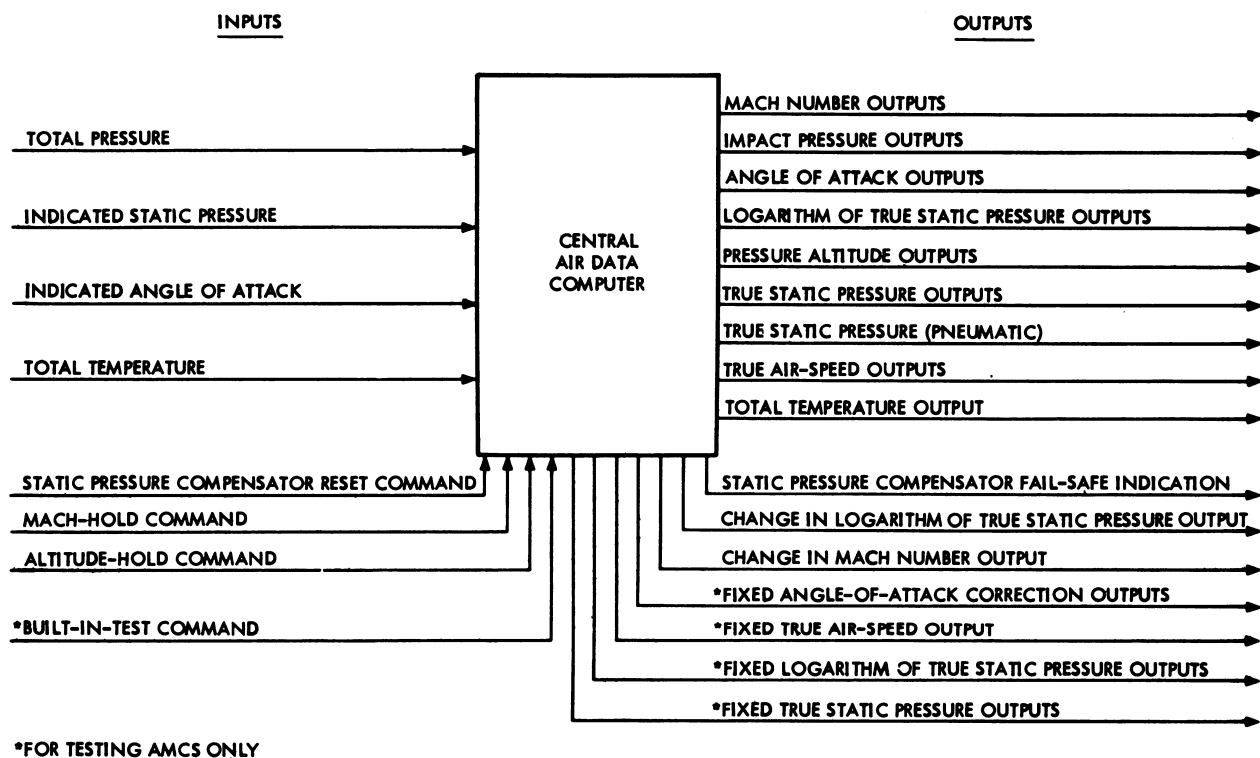 INPUTS
OUTPUTS
TOTAL PRESSURE
INDICATED STATIC PRESSURE
INDICATED ANGLE OF ATTACK
TOTAL TEMPERATURE
STATIC PRESSURE COMPENSATOR RESET COMMAND
MACH-HOLD COMMAND
ALTITUDE-HOLD COMMAND
*BUILT-IN-TEST COMMAND
CENTRAL
AIR DATA
COMPUTER
MACH NUMBER OUTPUTS
IMPACT PRESSURE OUTPUTS
ANGLE OF ATTACK OUTPUTS
LOGARITHM OF TRUE STATIC PRESSURE OUTPUTS
PRESSURE ALTITUDE OUTPUTS
TRUE STATIC PRESSURE OUTPUTS
TRUE STATIC PRESSURE (PNEUMATIC)
TRUE AIR-SPEED OUTPUTS
TOTAL TEMPERATURE OUTPUT
STATIC PRESSURE COMPENSATOR FAIL-SAFE INDICATION
CHANGE IN LOGARITHM OF TRUE STATIC PRESSURE OUTPUT
CHANGE IN MACH NUMBER OUTPUT
*FIXED ANGLE-OF-ATTACK CORRECTION OUTPUTS
*FIXED TRUE AIR-SPEED OUTPUT
*FIXED LOGARITHM OF TRUE STATIC PRESSURE OUTPUTS
*FIXED TRUE STATIC PRESSURE OUTPUTS
*FOR TESTING AMCS ONLY